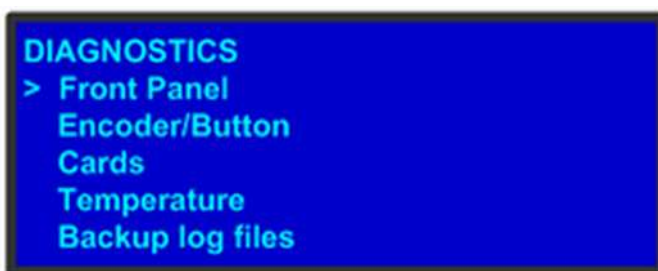 DIAGNOSTICS
> Front Panel
Encoder/Button
Cards
Temperature
Backup log files